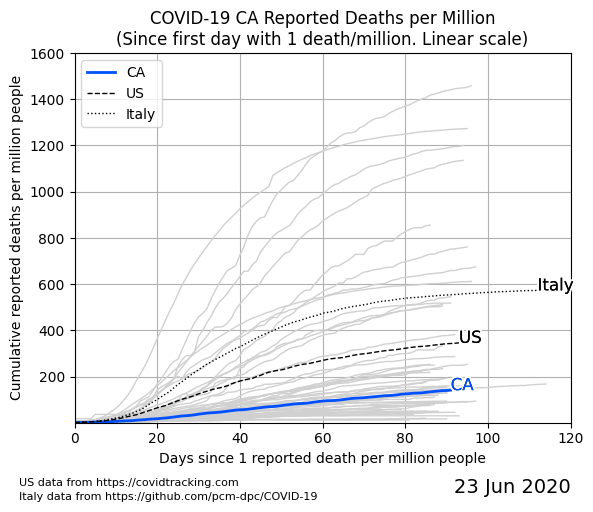 COVID-19 CA Reported Deaths per Million
(Since first day with 1 death/million. Linear scale)
Cumulative reported deaths per million people
1600
1400
1200
1000
800
600
400
200
CA
US
Italy
Italy
US
CA
0
20
40
60
80
100
120
Days since 1 reported death per million people
US data from https://covidtracking.com
Italy data from https://github.com/pcm-dpc/COVID-19
23 Jun 2020